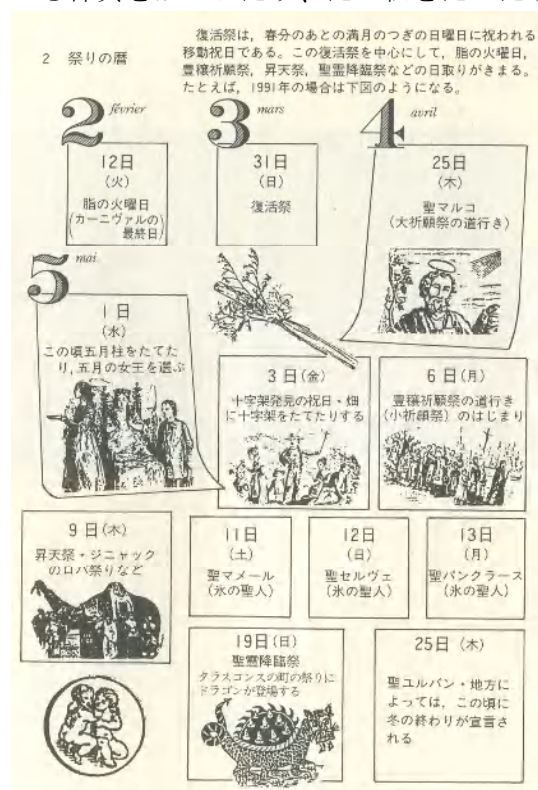 2 祭りの暦
復活祭は，春分のあとの満月のつぎの日曜日に祝われる
移動祝日である。この復活祭を中心にして，脂の火曜日，
豊穣祈願祭，昇天祭，聖霊降臨祭などの日取りがきまる。
たとえば，1991年の場合は下図のようになる。
2 février
12日
(火)
脂の火曜日
(カーニヴァルの
最終日)
3 mars
31日
(日)
復活祭
4 avril
25日
(木)
聖マルコ
(大祈願祭の道行き)
5 mai
1日
(水)
この頃五月柱をたてた
り，五月の女王を選ぶ
3日(金)
十字架発見の祝日・畑
に十字架をたてたりする
6日(月)
豊穣祈願祭の道行き
(小祈願祭)のはじまり
9日(木)
昇天祭・ジニャック
のロバ祭りなど
11日
(土)
聖マメール
(氷の聖人)
12日
(日)
聖セルヴェ
(氷の聖人)
13日
(月)
聖パンクラース
(氷の聖人)
19日(日)
聖霊降臨祭
タラスコンスの町の祭りに
ドラゴンが登場する
25日(木)
聖ユルバン・地方に
よっては，この頃に
冬の終わりが宣言さ
れる